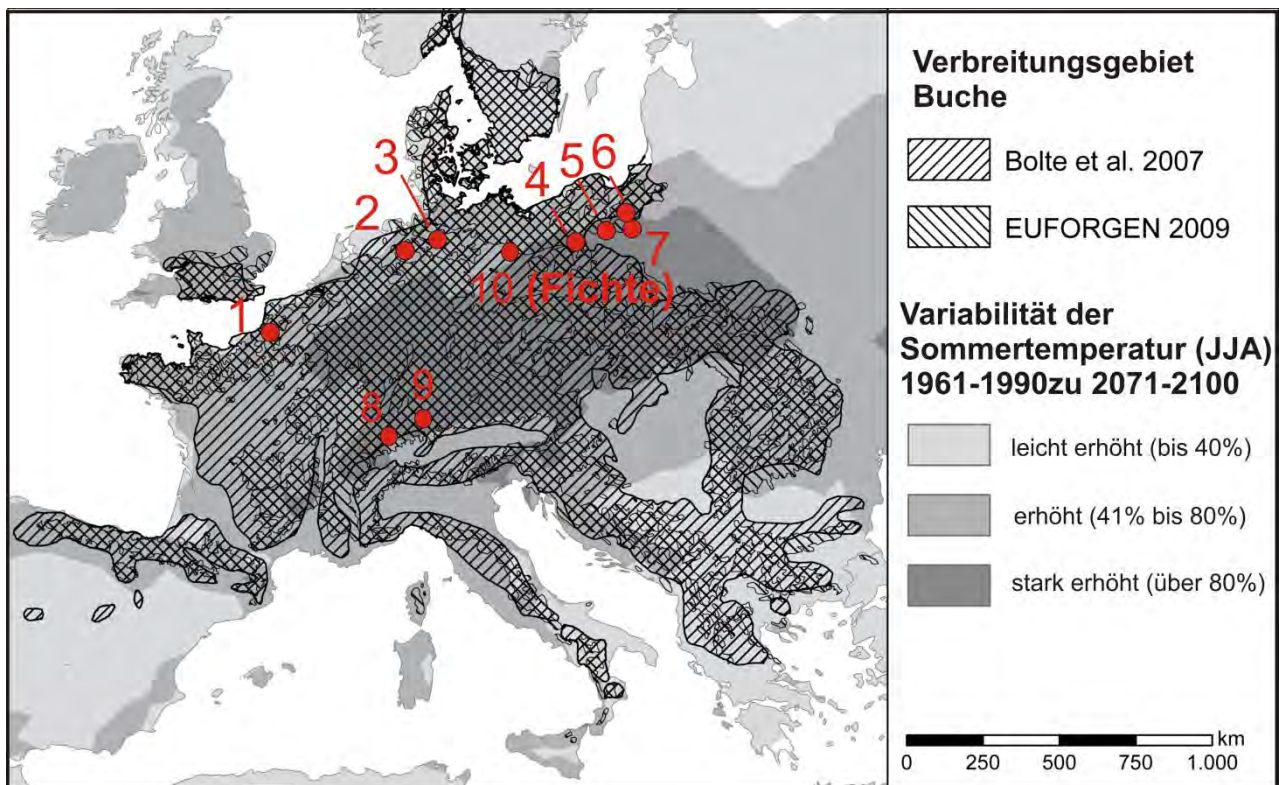 1
2
3
4
5
6
7
8
9
10 (Fichte)
Verbreitungsgebiet
Buche
Bolte et al. 2007
EUFORGEN 2009
Variabilität der
Sommertemperatur (JJA)
1961-1990zu 2071-2100
leicht erhöht (bis 40%)
erhöht (41% bis 80%)
stark erhöht (über 80%)
km
0 250 500 750 1.000